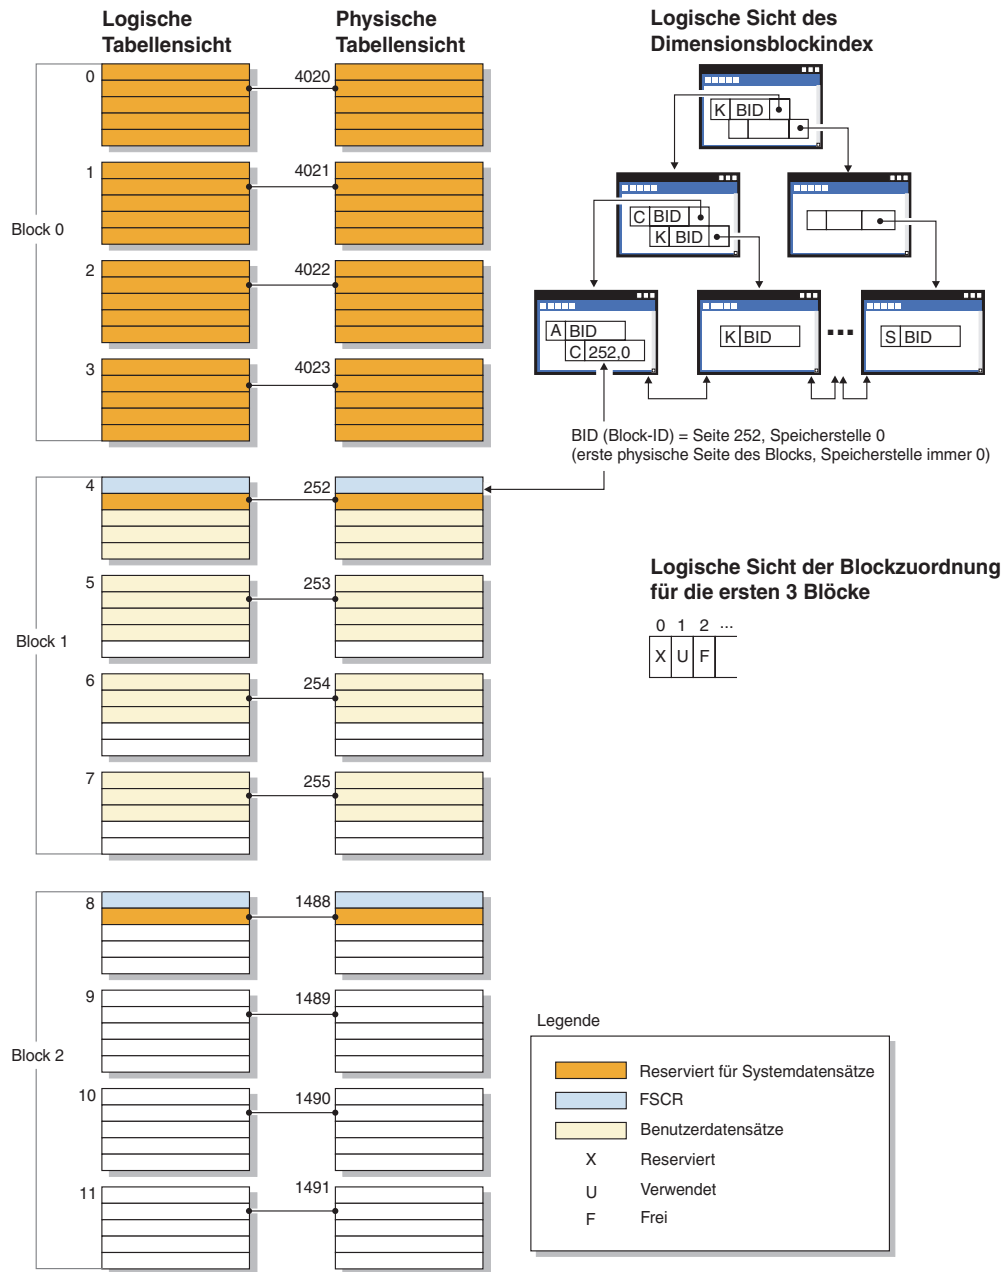 Logische
Tabellensicht
Physische
Tabellensicht
Logische Sicht des
Dimensionsblockindex
Block 0
0
4020
1
4021
2
4022
3
4023
K BID
C BID
K BID
A BID
C 252,0
K BID
S BID
BID (Block-ID) = Seite 252, Speicherstelle 0
(erste physische Seite des Blocks, Speicherstelle immer 0)
Block 1
4
252
5
253
6
254
7
255
Logische Sicht der Blockzuordnung
für die ersten 3 Blöcke
0 1 2 ...
X U F
Block 2
8
1488
9
1489
10
1490
11
1491
Legende
Reserviert für Systemdatensätze
FSCR
Benutzerdatensätze
X Reserviert
U Verwendet
F Frei